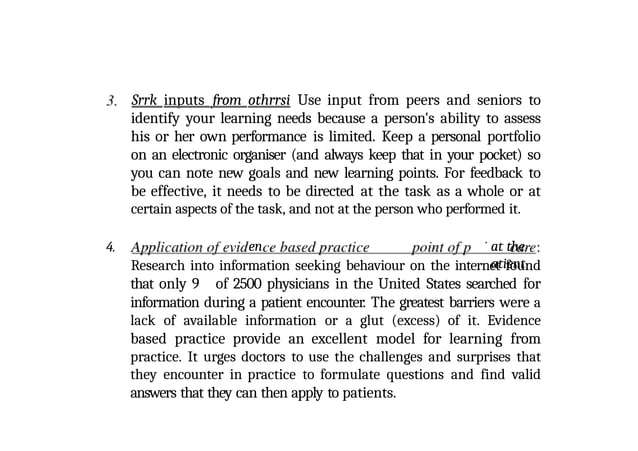 3. Srrk inputs from othrrsi Use input from peers and seniors to
identify your learning needs because a person's ability to assess
his or her own performance is limited. Keep a personal portfolio
on an electronic organiser (and always keep that in your pocket) so
you can note new goals and new learning points. For feedback to
be effective, it needs to be directed at the task as a whole or at
certain aspects of the task, and not at the person who performed it.
4. Application of evidence based practice at the point of p care:
Research into information seeking behaviour on the internet found
that only 9 of 2500 physicians in the United States searched for
information during a patient encounter. The greatest barriers were a
lack of available information or a glut (excess) of it. Evidence
based practice provide an excellent model for learning from
practice. It urges doctors to use the challenges and surprises that
they encounter in practice to formulate questions and find valid
answers that they can then apply to patients.